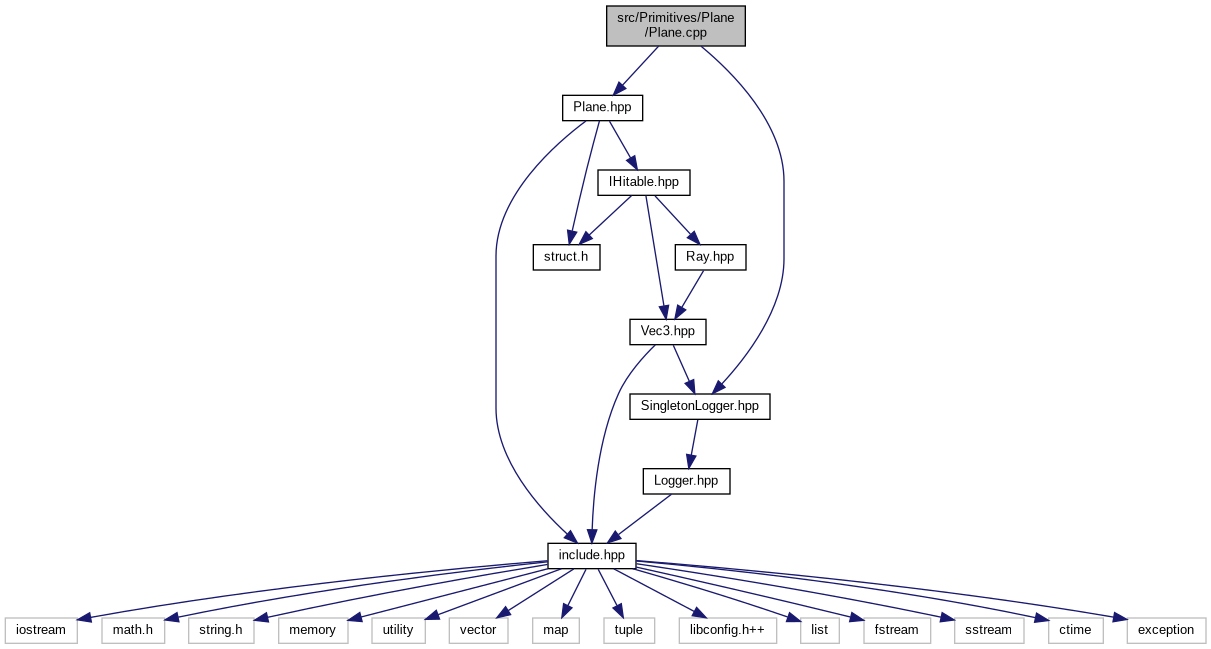 src/Primitives/Plane
/Plane.cpp
Plane.hpp
IHitable.hpp
struct.h
Ray.hpp
Vec3.hpp
SingletonLogger.hpp
Logger.hpp
include.hpp
iostream
math.h
string.h
memory
utility
vector
map
tuple
libconfig.h++
list
fstream
sstream
ctime
exception